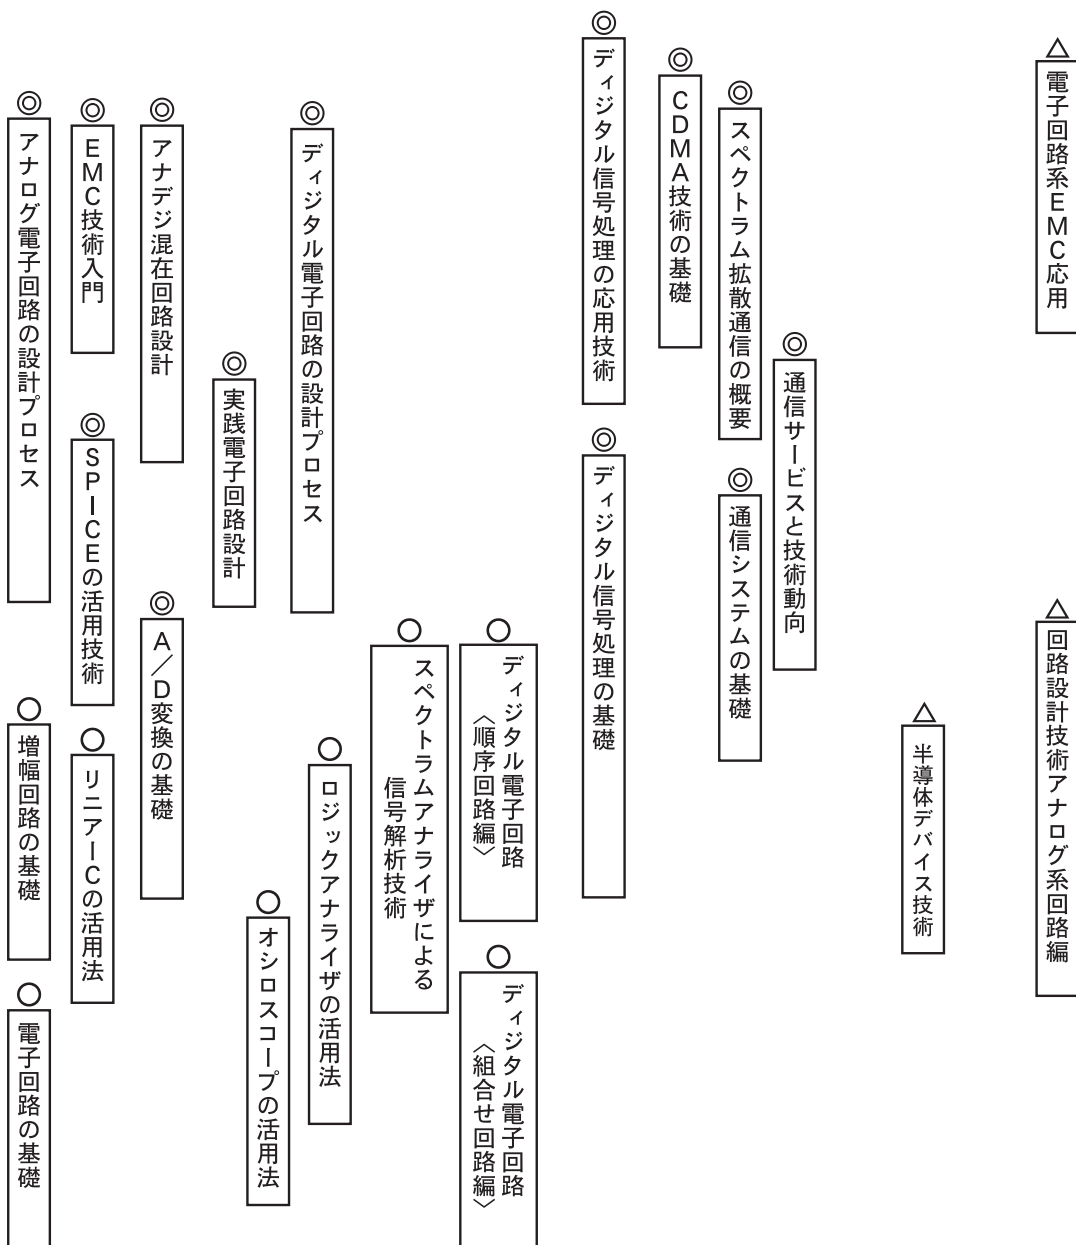 △
電子回路系EMC応用
△
回路設計技術アナログ系回路編
△
半導体デバイス技術
◎
通信サービスと技術動向
◎
スペクトラム拡散通信の概要
◎
通信システムの基礎
◎
CDMA技術の基礎
◎
ディジタル信号処理の応用技術
◎
ディジタル信号処理の基礎
○
ディジタル電子回路
〈順序回路編〉
○
ディジタル電子回路
〈組合せ回路編〉
○
スペクトラムアナライザによる
信号解析技術
◎
ディジタル電子回路の設計プロセス
○
ロジックアナライザの活用法
○
オシロスコープの活用法
◎
実践電子回路設計
◎
アナデジ混在回路設計
◎
A/D変換の基礎
◎
EMC技術入門
◎
SPICEの活用技術
○
リニアICの活用法
◎
アナログ電子回路の設計プロセス
○
増幅回路の基礎
○
電子回路の基礎